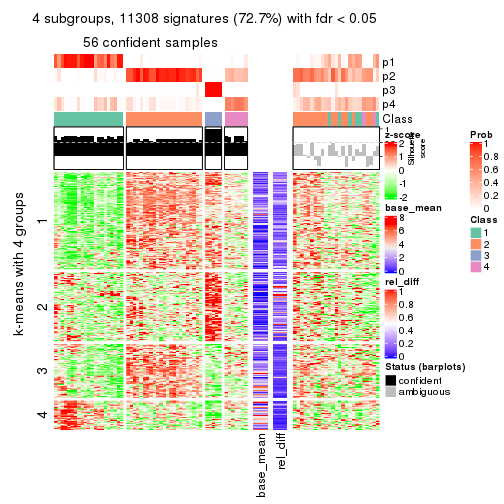 4 subgroups, 11308 signatures (72.7%) with fdr < 0.05
56 confident samples
p1
p2
p3
p4
Class
1
Silhouette
score
k-means with 4 groups
1
2
3
4
base_mean
rel_diff
z-score
2
1
0
-1
-2
base_mean
8
6
4
2
0
rel_diff
1
0.8
0.6
0.4
0.2
0
Status (barplots)
confident
ambiguous
Prob
1
0.8
0.6
0.4
0.2
0
Class
1
2
3
4